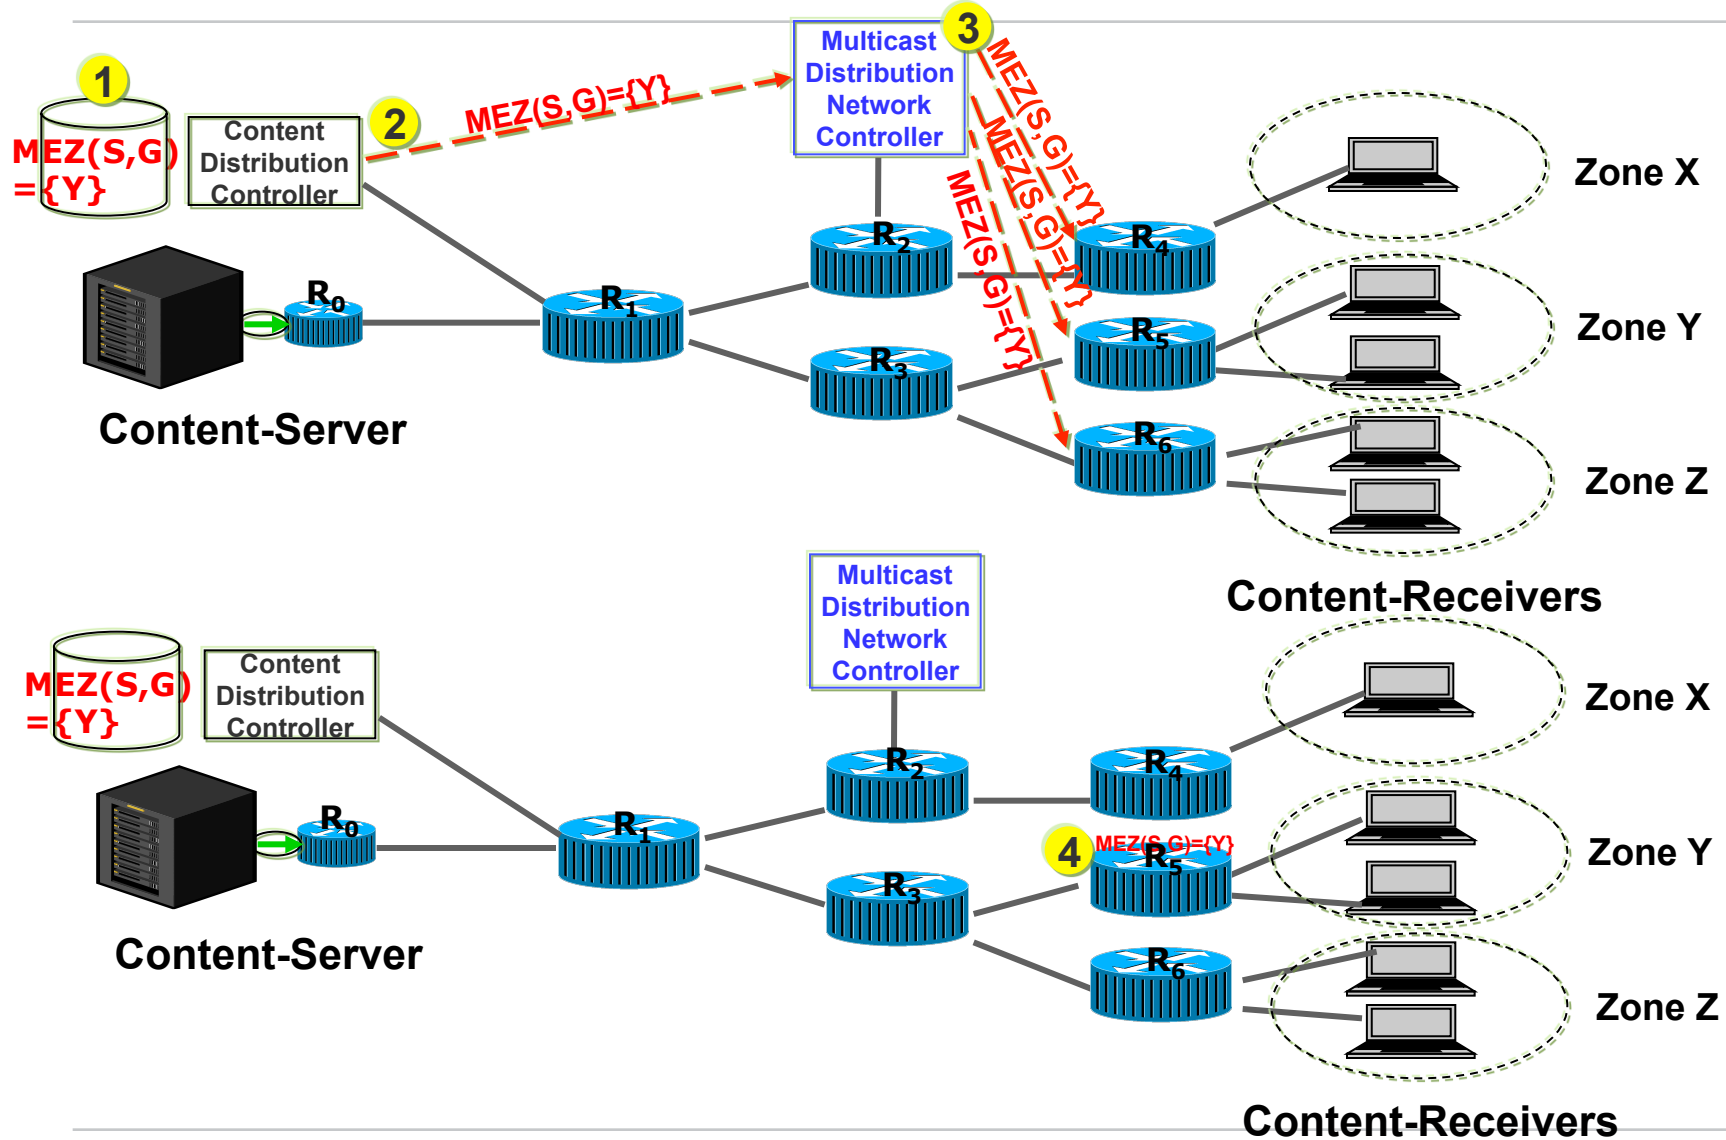 1
MEZ(S,G)
={Y}
Content
Distribution
Controller
2
MEZ(S,G)={Y}
Multicast
Distribution
Network
Controller
3
MEZ(S,G)={Y}
MEZ(S,G)={Y}
MEZ(S,G)={Y}
R0
R1
R2
R3
R4
R5
R6
Zone X
Zone Y
Zone Z
Content-Server
Content-Receivers
MEZ(S,G)
={Y}
Content
Distribution
Controller
Multicast
Distribution
Network
Controller
R0
R1
R2
R3
R4
4
MEZ(S,G)={Y}
R5
R6
Zone X
Zone Y
Zone Z
Content-Server
Content-Receivers